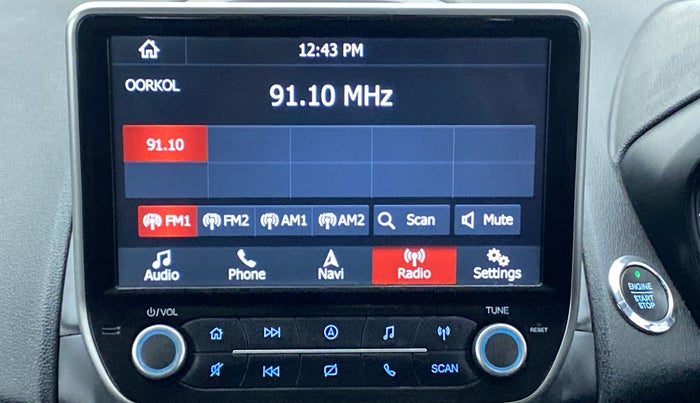 12:43 PM
OORKOL
91.10 MHz
91.10
FM1 FM2 AM1 AM2 Scan Mute
Audio Phone Navi Radio Settings
/VOL
TUNE
RESET
SCAN
ENGINE
START
STOP